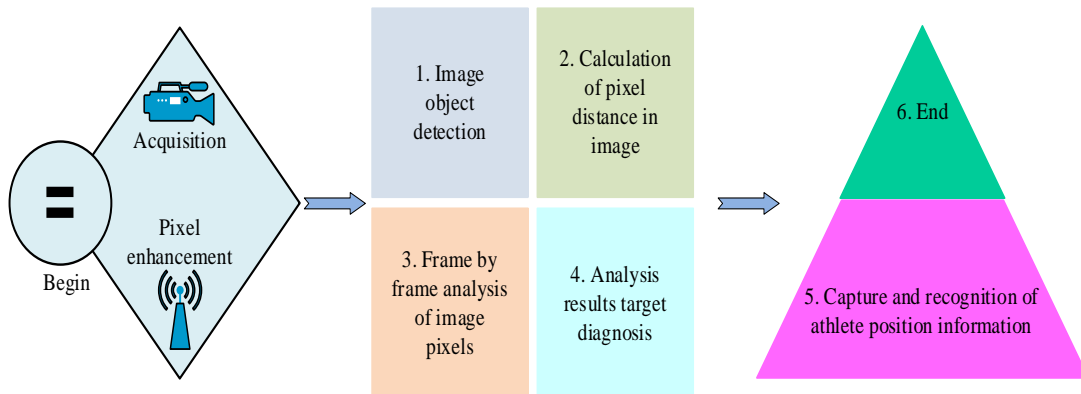 Acquisition
Pixel
enhancement
Begin
1. Image
object
detection
2. Calculation
of pixel
distance in
image
3. Frame by
frame analysis
of image
pixels
4. Analysis
results target
diagnosis
6. End
5. Capture and recognition of
athlete position information